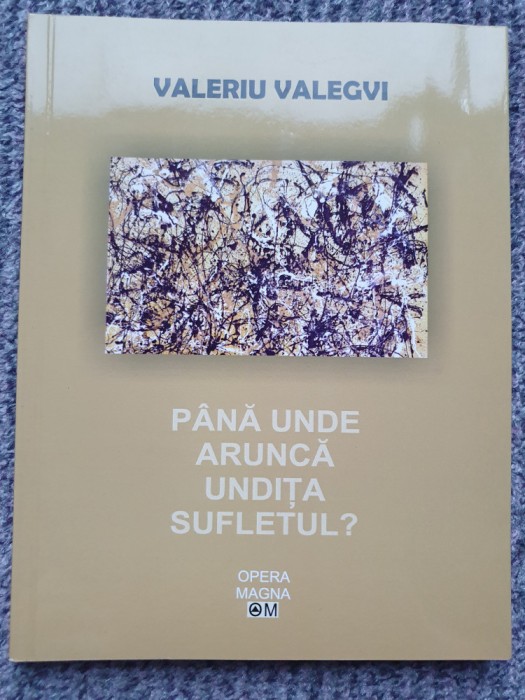 VALERIU VALEGVI
PÂNĂ UNDE
ARUNCĂ
UNDIȚA
SUFLETUL?
OPERA
MAGNA
OM